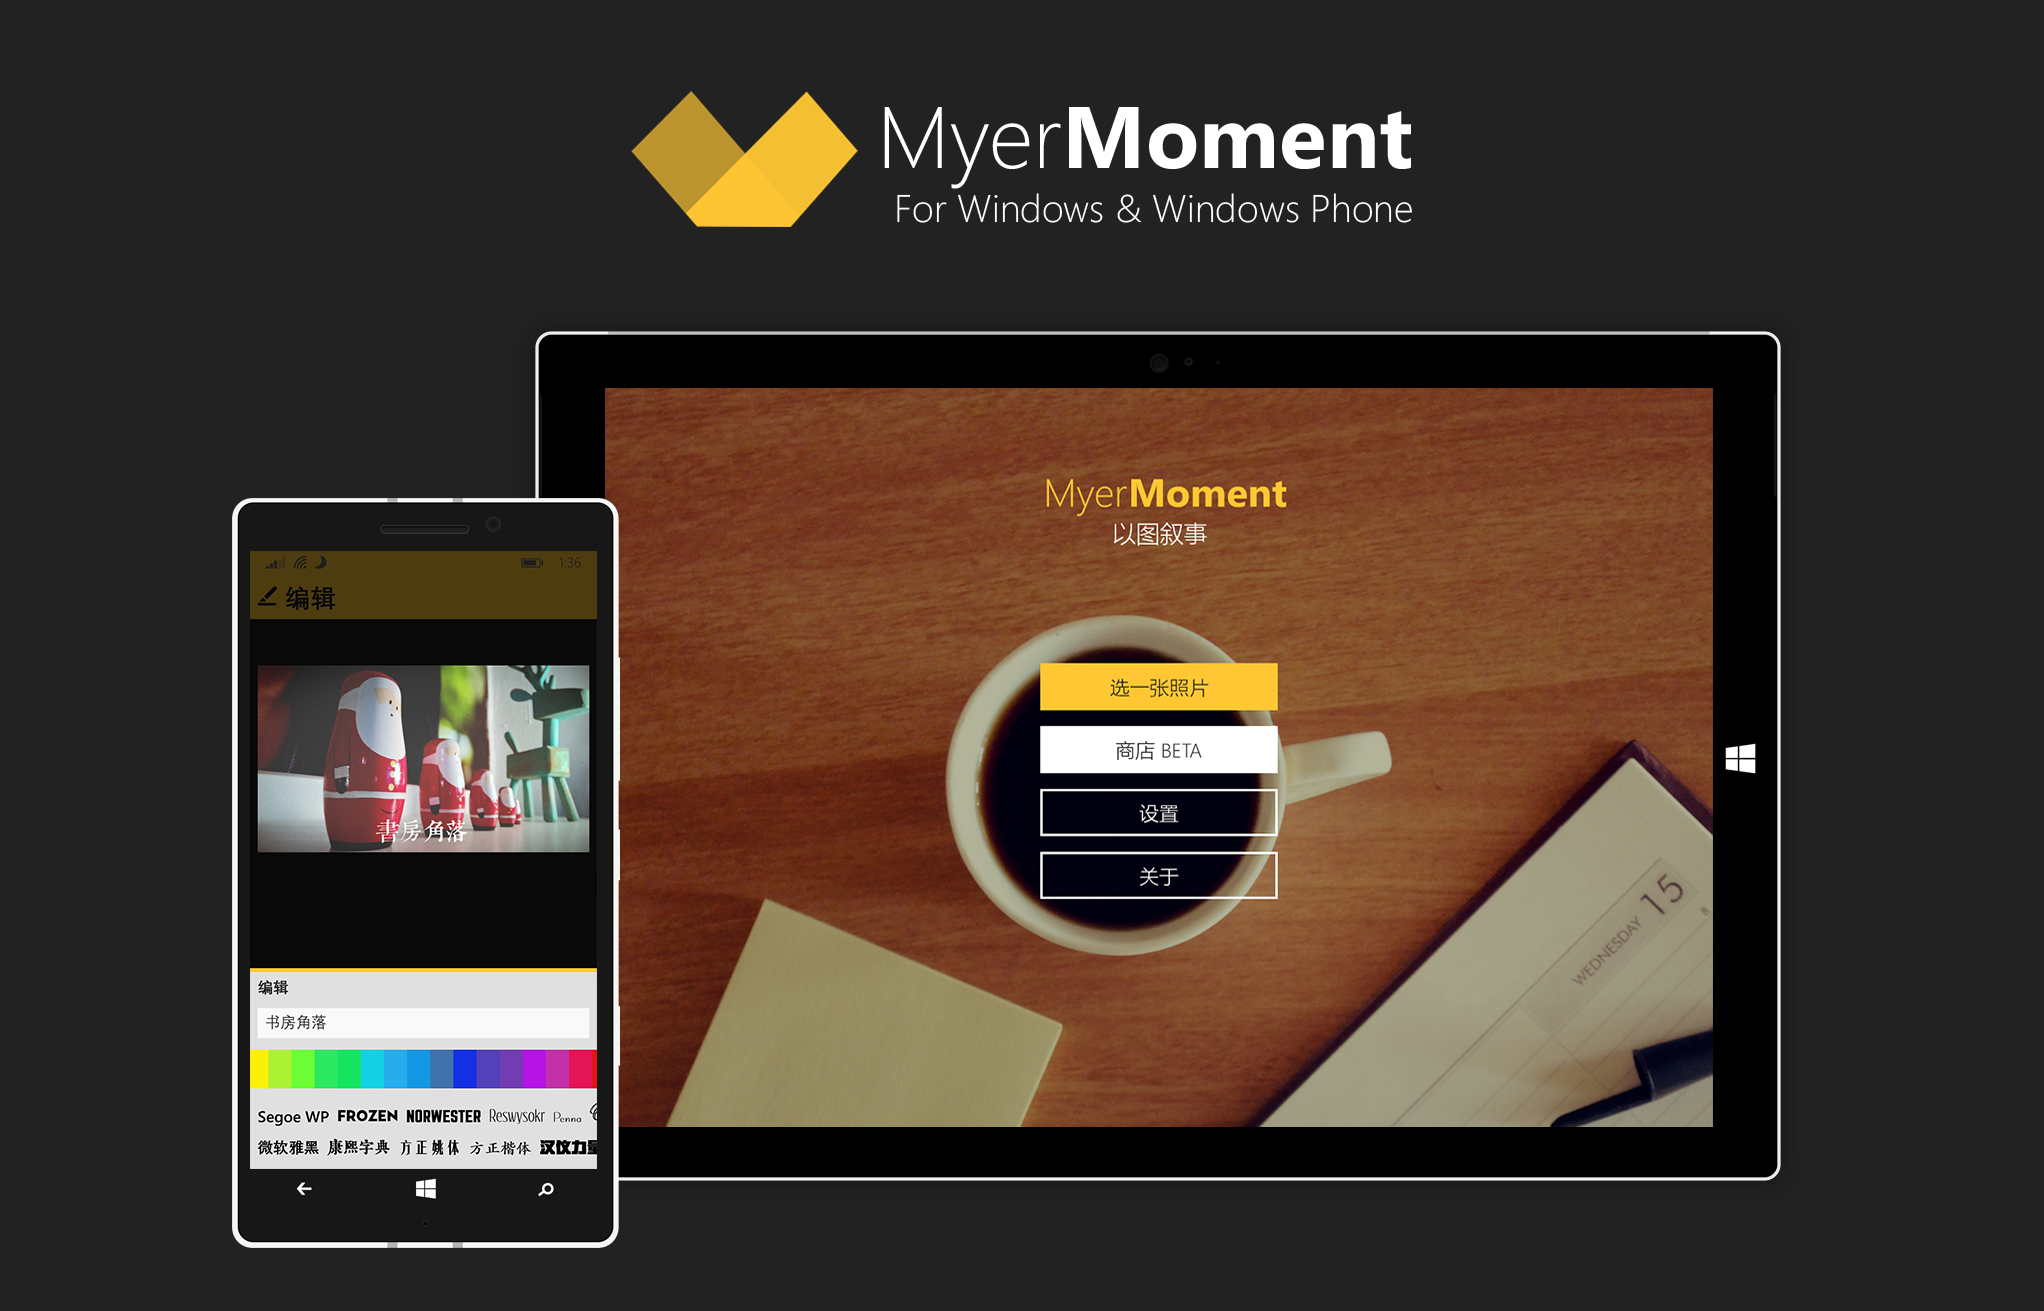 MyerMoment
For Windows & Windows Phone
MyerMoment
以图叙事
选一张照片
商店 BETA
设置
关于
WEDNESDAY 15
8
1:36
编辑
書房角落
编辑
书房角落
Segoe WP FROZEN NORWESTER Reswysokr Penna
微软雅黑 康熙字典 方正姚体 方正楷体 汉仪力量